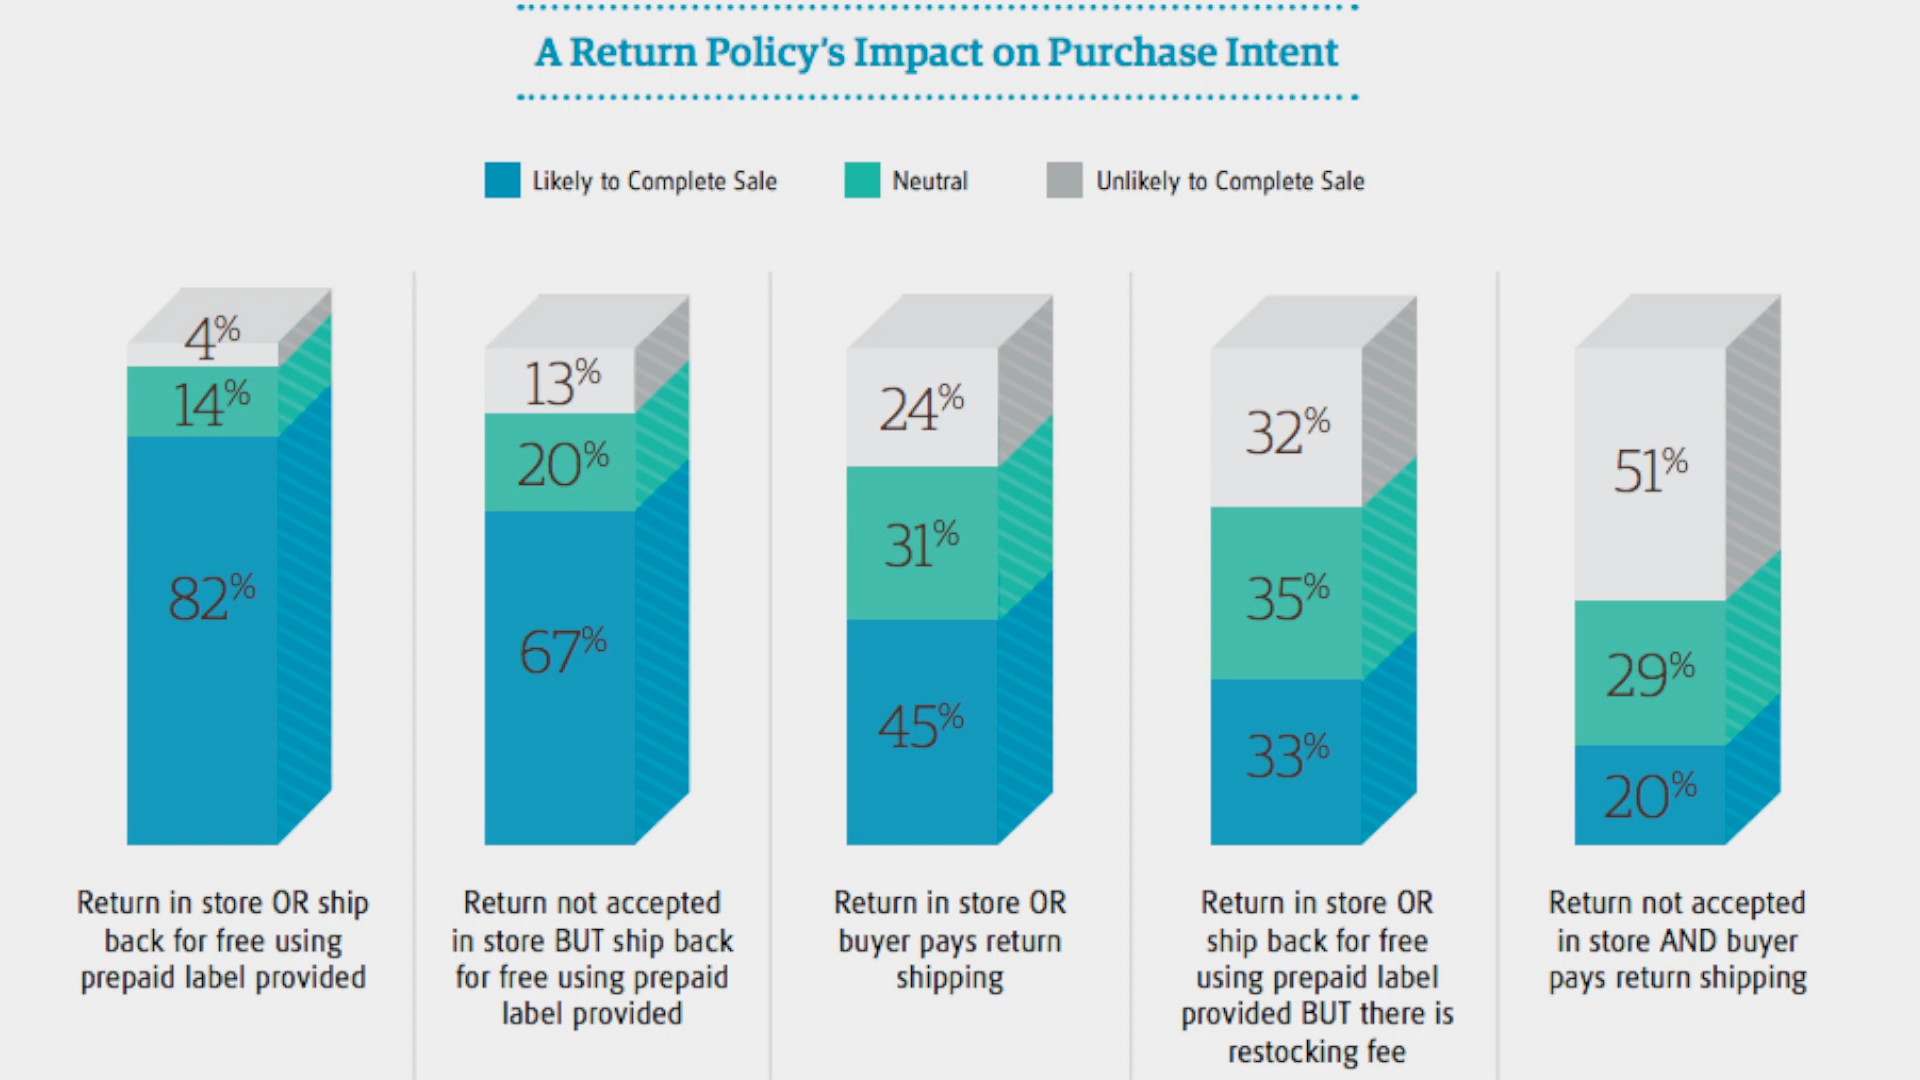 A Return Policy's Impact on Purchase Intent
Likely to Complete Sale
Neutral
Unlikely to Complete Sale
4%
14%
82%
Return in store OR ship
back for free using
prepaid label provided
13%
20%
67%
Return not accepted
in store BUT ship back
for free using prepaid
label provided
24%
31%
45%
Return in store OR
buyer pays return
shipping
32%
35%
33%
Return in store OR
ship back for free
using prepaid label
provided BUT there is
restocking fee
51%
29%
20%
Return not accepted
in store AND buyer
pays return shipping